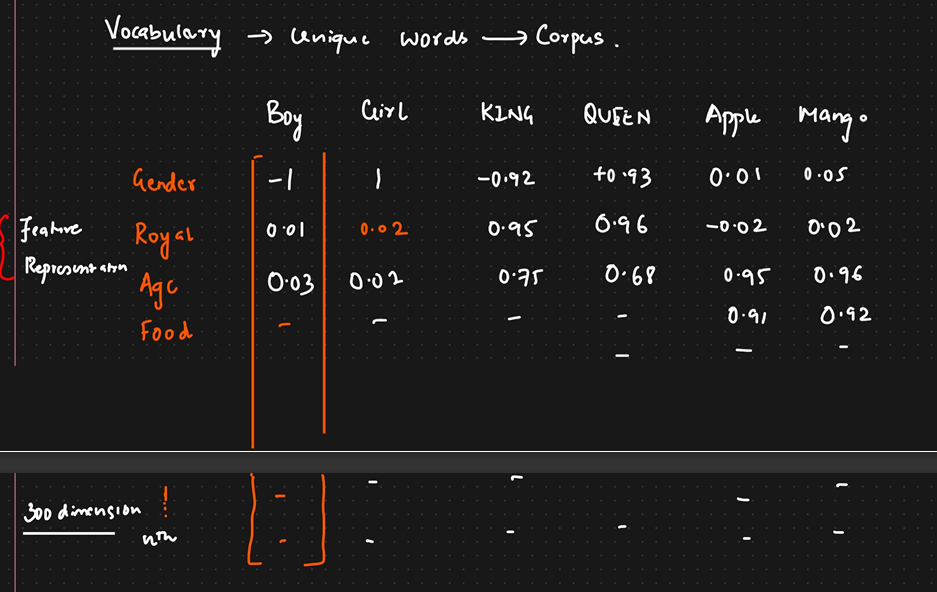 Vocabulary → Unique words → Corpus.
Boy Girl KING QUEEN Apple Mango
Gender -1 1 -0.92 +0.93 0.01 0.05
Feature Royal 0.01 0.02 0.95 0.96 -0.02 0.02
Representation Age 0.03 0.02 0.75 0.68 0.95 0.96
Food - - - - 0.91 0.92
- - -
- - - - -
300 dimension
nth - - - - - -